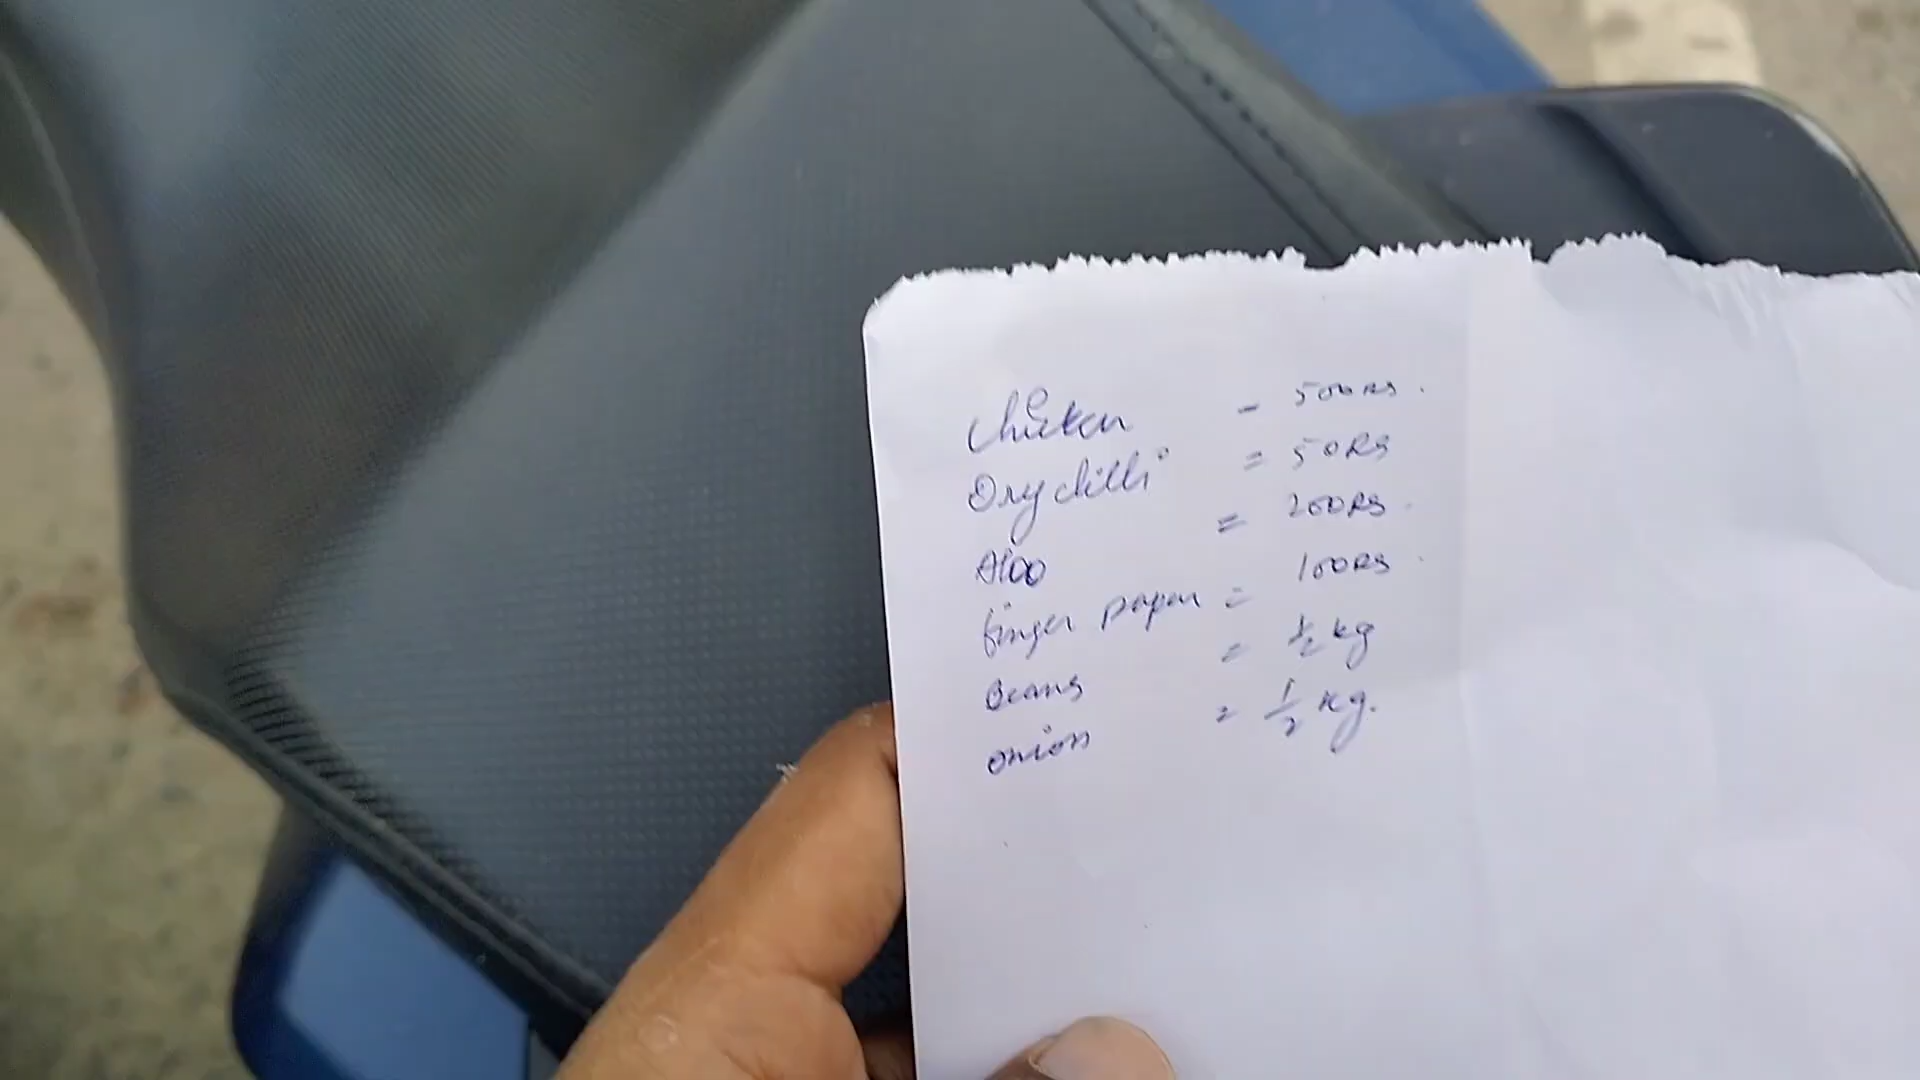 Chicken - 500RS.
Dry chilli = 50RS
Aloo = 200RS.
finger papar = 100RS.
Beans = 1/2 kg
onion = 1/2 kg.